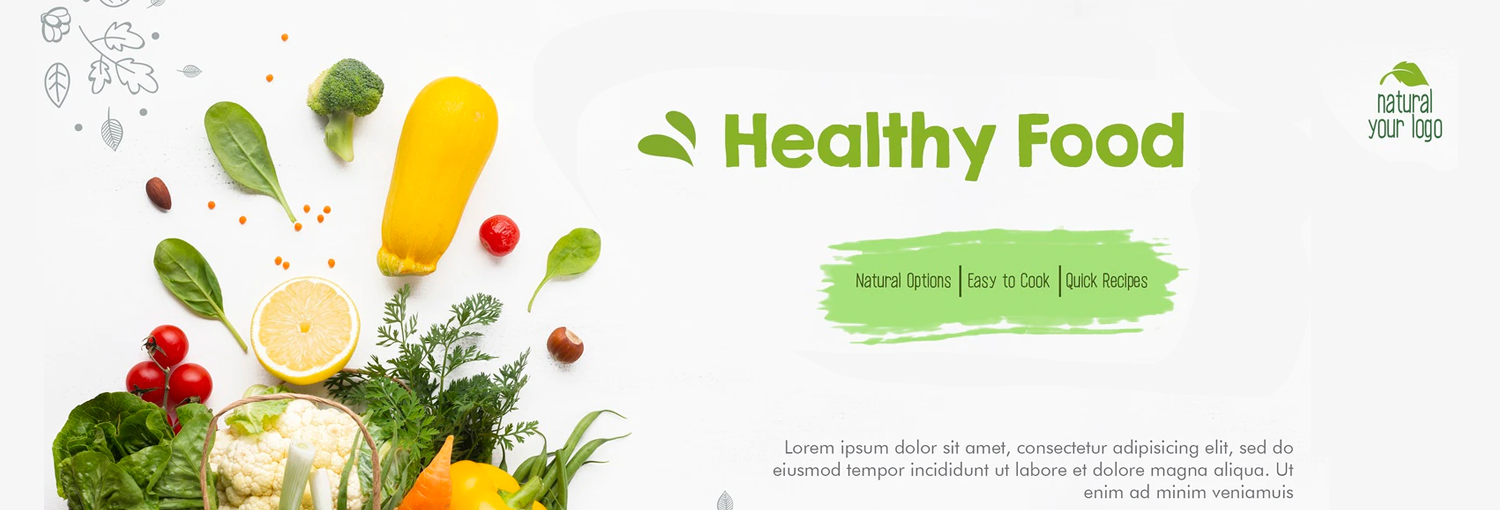 Healthy Food
natural
your logo
Natural Options | Easy to Cook | Quick Recipes
Lorem ipsum dolor sit amet, consectetur adipisicing elit, sed do
eiusmod tempor incididunt ut labore et dolore magna aliqua. Ut
enim ad minim veniamuis